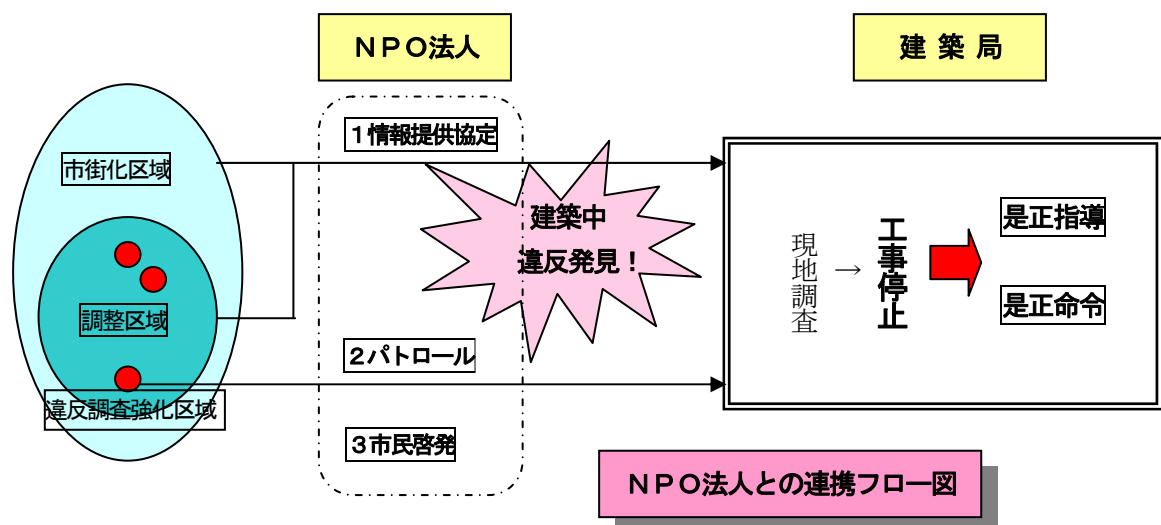 ＮＰＯ法人
建 築 局
１情報提供協定
市街化区域
建築中
違反発見！
是正指導
現地調査
→
工事停止
調整区域
是正命令
２パトロール
違反調査強化区域
３市民啓発
ＮＰＯ法人との連携フロー図